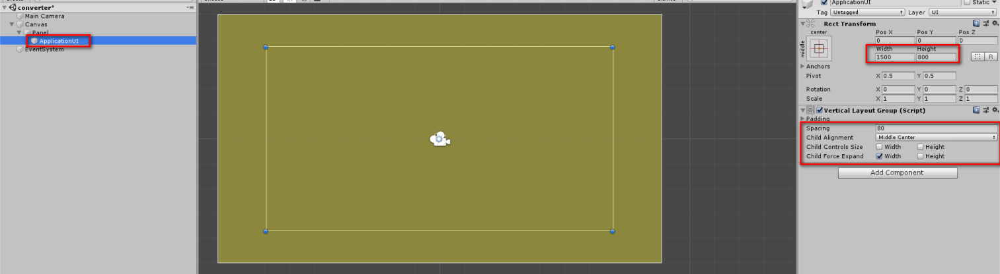 ApplicationUI
Static
Tag Untagged Layer UI
converter*
Main Camera
Canvas
Panel
ApplicationUI
EventSystem
Rect Transform
center
middle
Pos X Pos Y Pos Z
0 0 0
Width Height
1500 800
R
Anchors
Pivot X 0.5 Y 0.5
Rotation X 0 Y 0 Z 0
Scale X 1 Y 1 Z 1
Vertical Layout Group (Script)
Padding
Spacing 80
Child Alignment Middle Center
Child Controls Size Width Height
Child Force Expand Width Height
Add Component